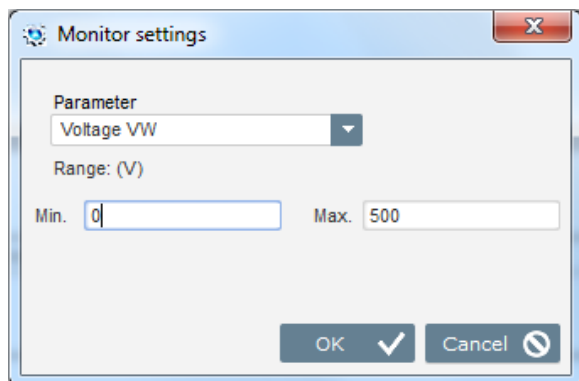 Monitor settings
Parameter
Voltage VW
Range: (V)
Min. 0 Max. 500
OK Cancel